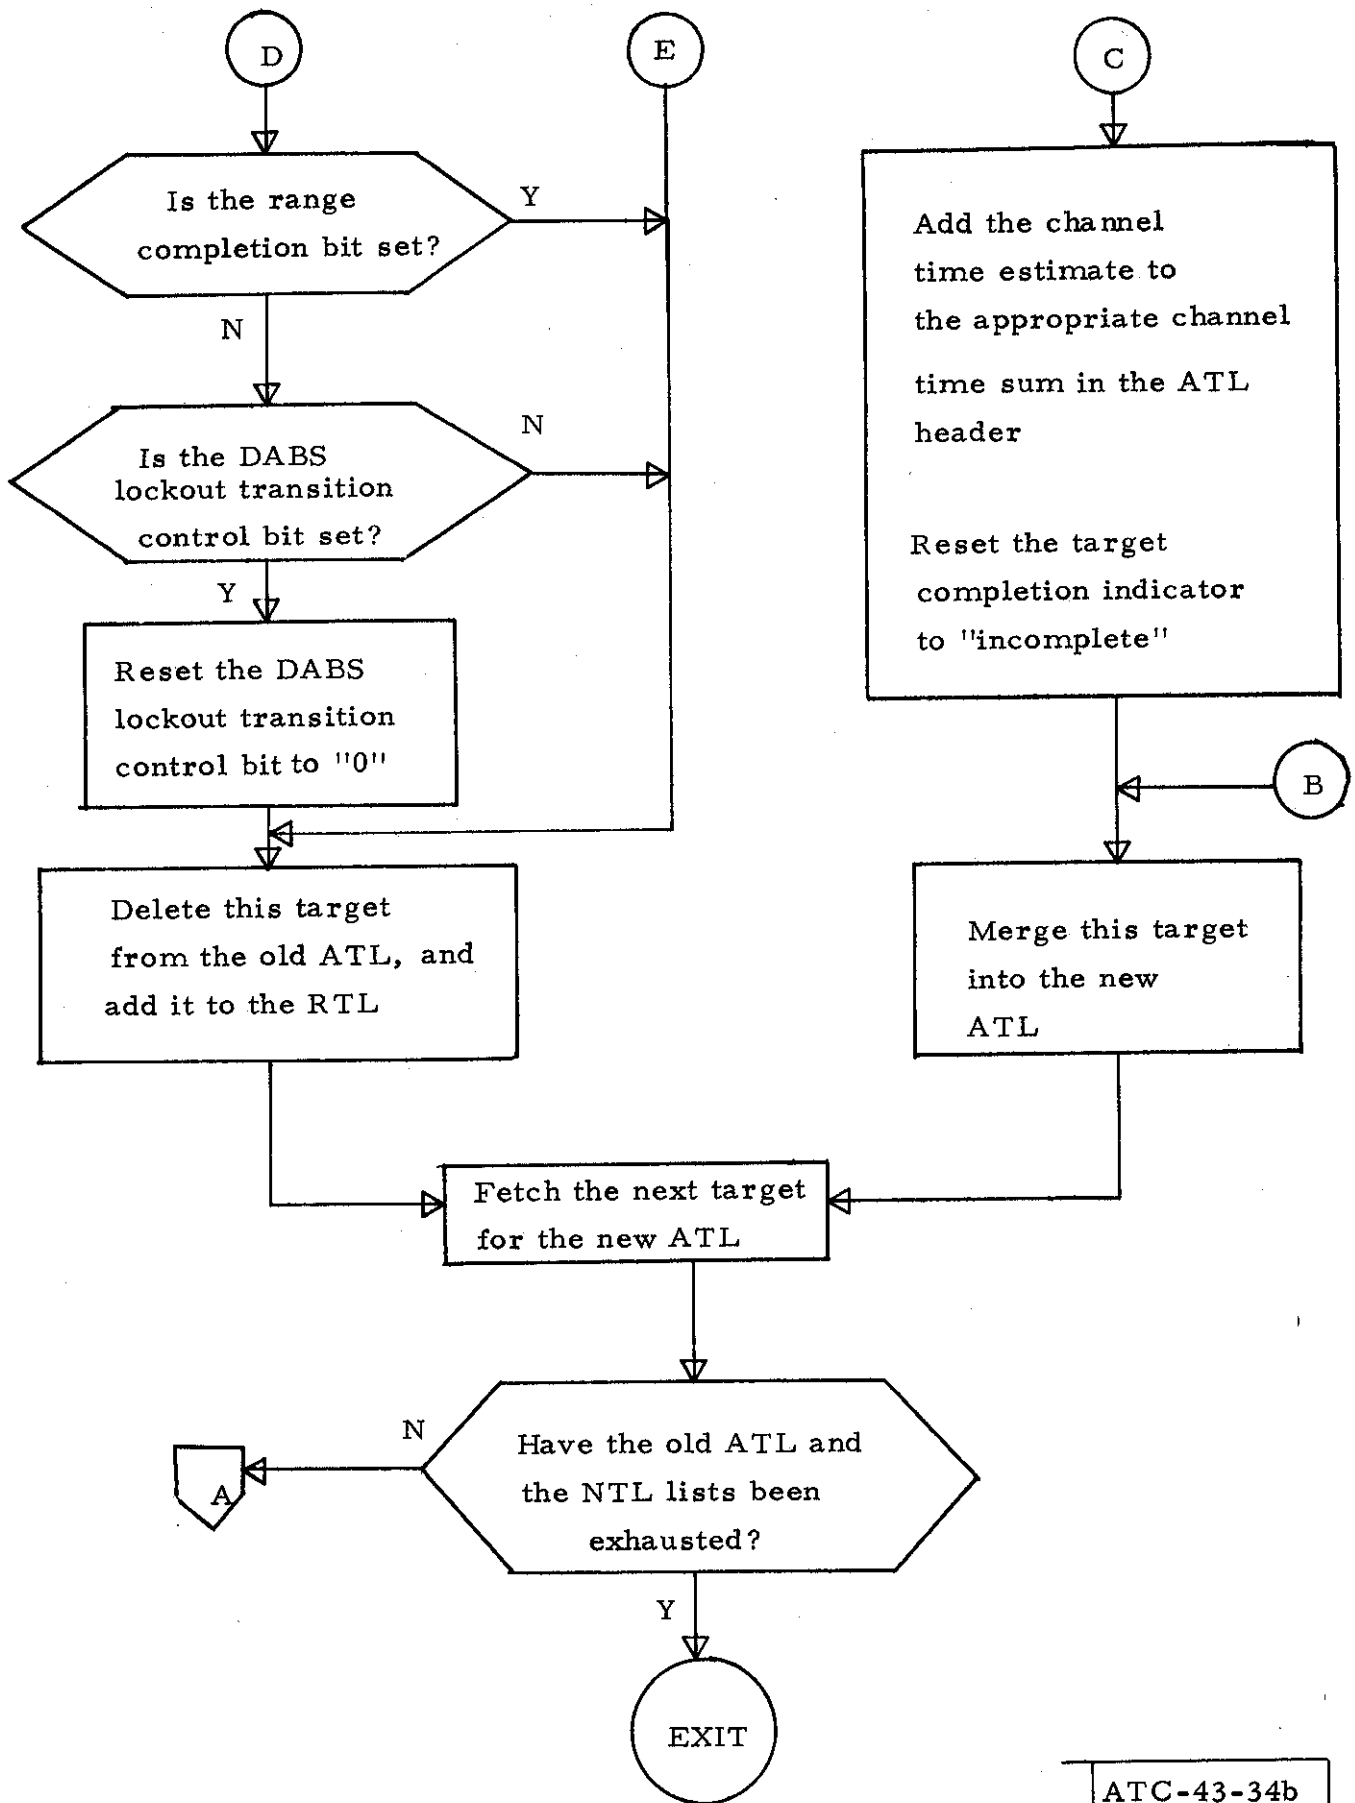 D
E
C
Is the range
completion bit set?
Y
N
Add the channel
time estimate to
the appropriate channel
time sum in the ATL
header
Reset the target
completion indicator
to "incomplete"
Is the DABS
lockout transition
control bit set?
N
Y
Reset the DABS
lockout transition
control bit to "0"
B
Delete this target
from the old ATL, and
add it to the RTL
Merge this target
into the new
ATL
Fetch the next target
for the new ATL
Have the old ATL and
the NTL lists been
exhausted?
N
A
Y
EXIT
ATC-43-34b